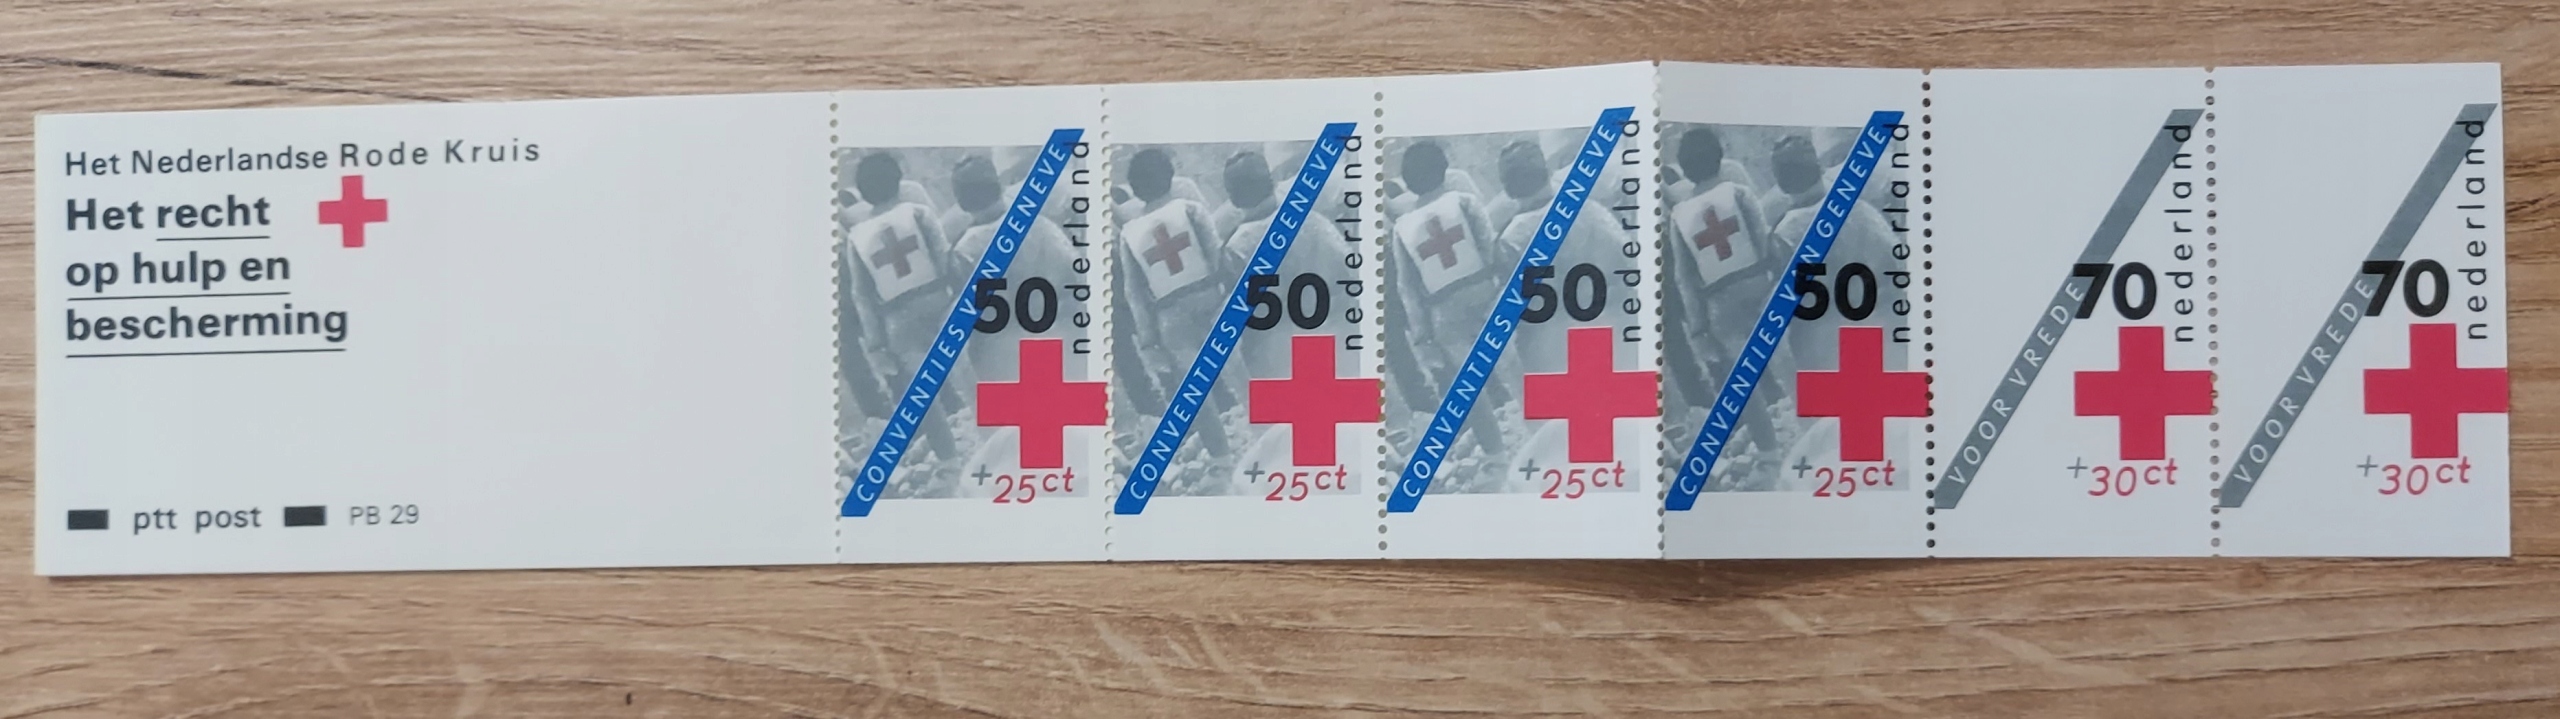 Het Nederlandse Rode Kruis
Het recht
op hulp en
bescherming
ptt post PB 29
CONVENTIES VAN GENEVE
nederland
50
+25ct
CONVENTIES VAN GENEVE
nederland
50
+25ct
CONVENTIES VAN GENEVE
nederland
50
+25ct
CONVENTIES VAN GENEVE
nederland
50
+25ct
VOOR VREDE
nederland
70
+30ct
VOOR VREDE
nederland
70
+30ct